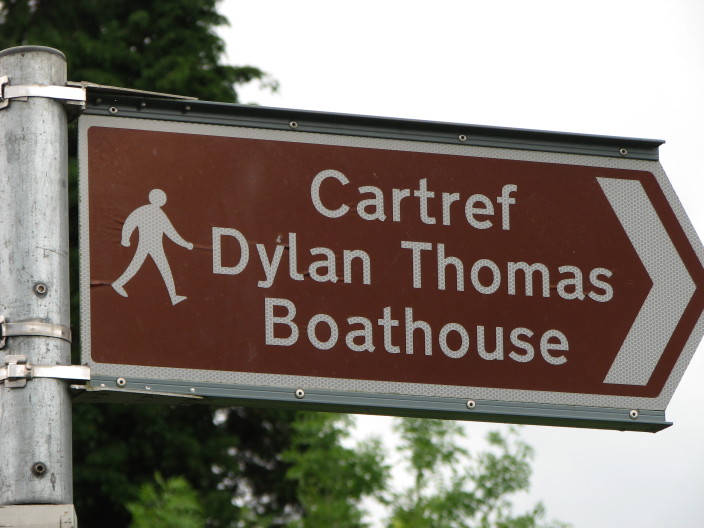 Cartref
Dylan Thomas
Boathouse